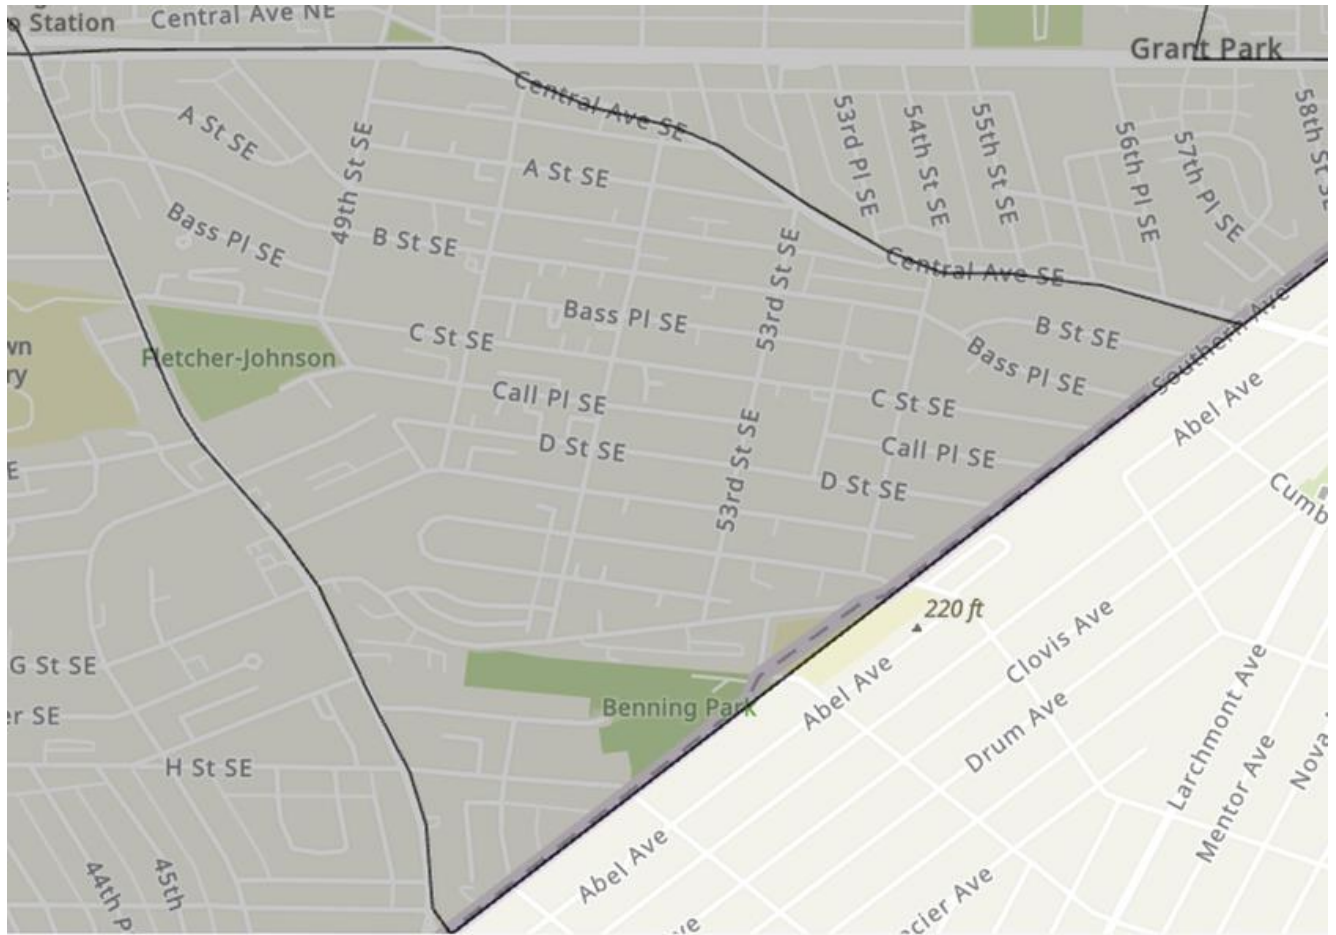 Station
Central Ave NE
Grant Park
Central Ave SE
A St SE
49th St SE
A St SE
53rd Pl SE
54th St SE
55th St SE
56th Pl SE
57th Pl SE
58th St SE
Bass Pl SE
B St SE
53rd St SE
Central Ave SE
Southern Ave
Bass Pl SE
C St SE
B St SE
Bass Pl SE
Fletcher-Johnson
Call Pl SE
C St SE
Abel Ave
D St SE
53rd St SE
Call Pl SE
D St SE
220 ft
Clovis Ave
G St SE
SE
Benning Park
Abel Ave
Drum Ave
Larchmont Ave
Mentor Ave
H St SE
44th P
45th
Abel Ave